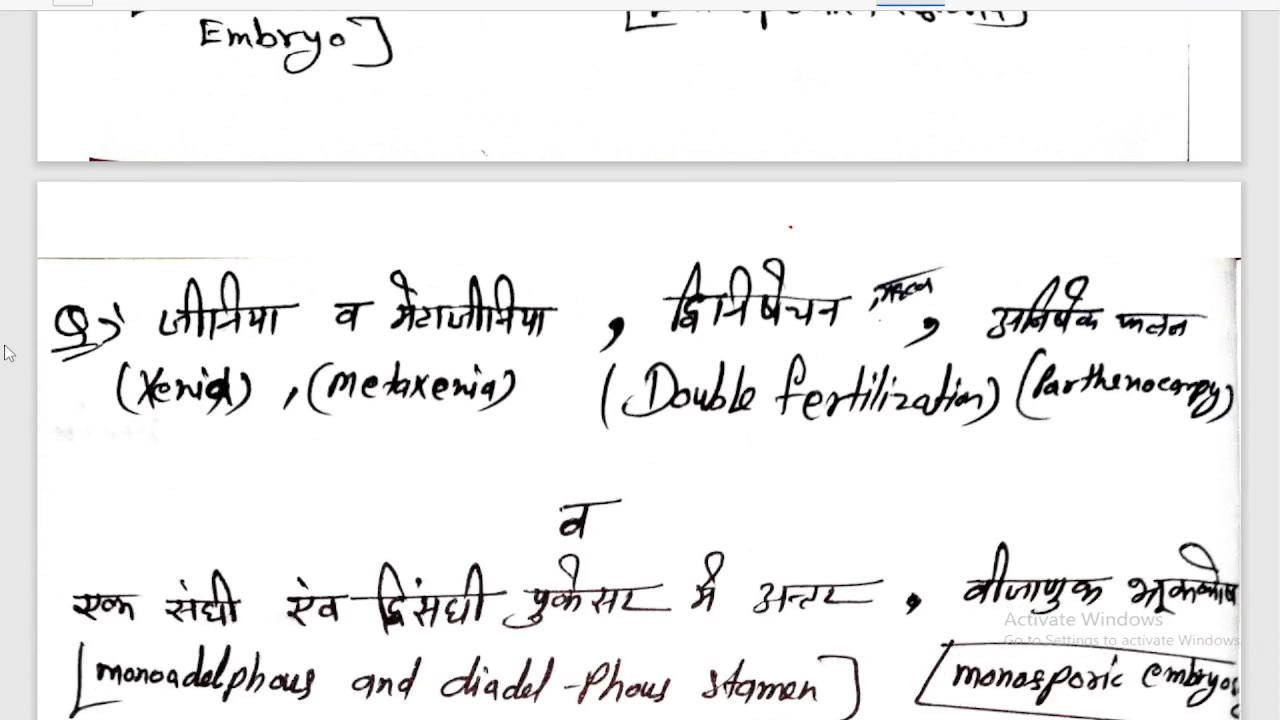 Embryo]
Q:> जीनिया व मेटाजीनिया , द्विनिषेचन , अनिषेक फलन
(Xenia) , (Metaxenia) (Double fertilization) (Parthenocarpy)
व
एक संघी ऐव द्विसंघी पुकेसर मे अन्तर , बीजाणुक भ्रूणकोष
Activate Windows
Go to Settings to activate Windows
[monoadelphous and diadel-Phous stamen] [monosporic embryos